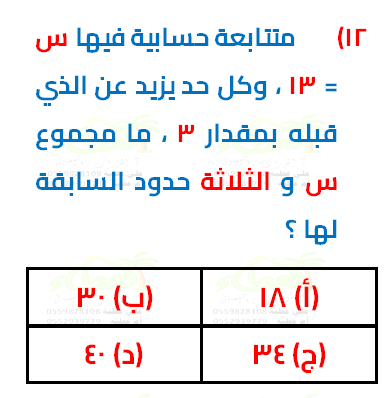 ١٢) متتابعة حسابية فيها س
= ١٣ ، وكل حد يزيد عن الذي
قبله بمقدار ٣ ، ما مجموع
س و الثلاثة حدود السابقة
لها ؟
(أ) ١٨ (ب) ٣٠
(ج) ٣٤ (د) ٤٠